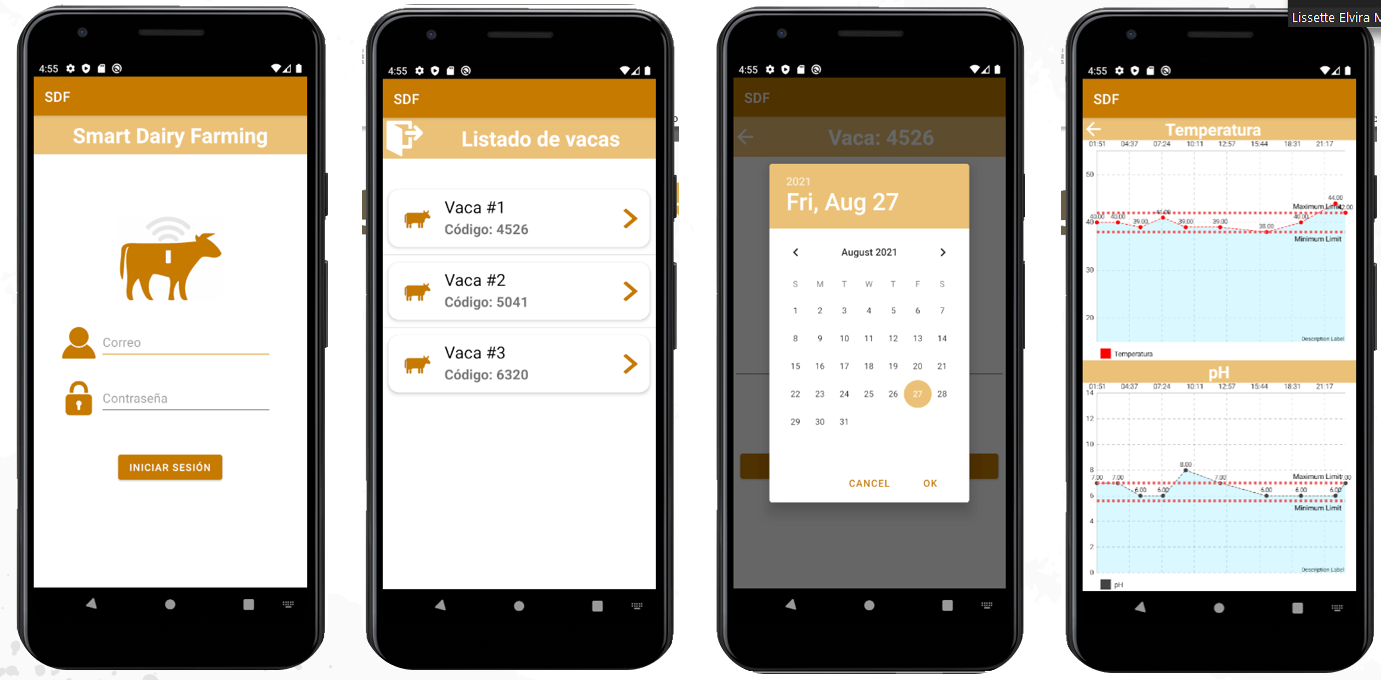 Lissette Elvira M
4:55
SDF
Smart Dairy Farming
Correo
Contraseña
INICIAR SESIÓN
4:55
SDF
Listado de vacas
Vaca #1
Código: 4526
Vaca #2
Código: 5041
Vaca #3
Código: 6320
4:55
SDF
Vaca: 4526
2021
Fri, Aug 27
August 2021
S M T W T F S
1 2 3 4 5 6 7
8 9 10 11 12 13 14
15 16 17 18 19 20 21
22 23 24 25 26 27 28
29 30 31
CANCEL OK
4:55
SDF
Temperatura
01:51 04:37 07:24 10:11 12:57 15:44 18:31 21:17
50
44.00
Maximum Limit
40.00 40.00 39.00 39.00 39.00 38.00 40.00
40
Minimum Limit
30
20
Description Label
Temperatura
pH
01:51 04:37 07:24 10:11 12:57 15:44 18:31 21:17
14
12
10
8
8.00
Maximum Limit
7.00 7.00 6.00 6.00 7.00 6.00 6.00
6
Minimum Limit
4
2
0
Description Label
pH